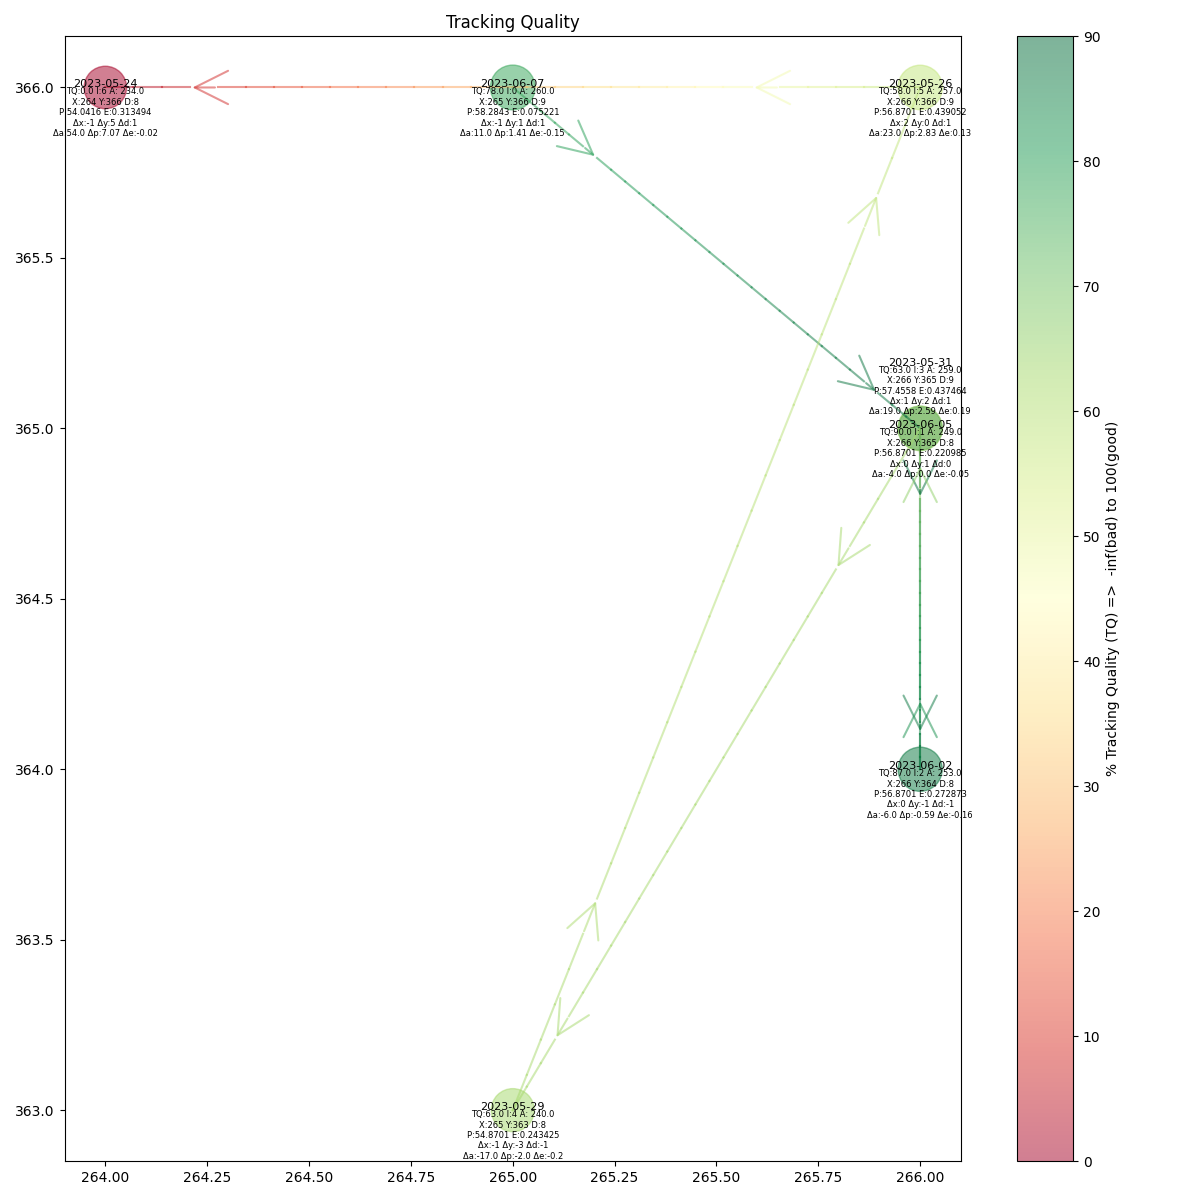 Tracking Quality
366.0
365.5
365.0
364.5
364.0
363.5
363.0
2023-05-24
TQ:0.0 I:6 A: 234.0
X:264 Y:366 D:8
P:54.0416 E:0.313494
Δx:-1 Δy:5 Δd:1
Δa:54.0 Δp:7.07 Δe:-0.02
2023-06-07
TQ:78.0 I:0 A: 260.0
X:265 Y:366 D:9
P:58.2843 E:0.075221
Δx:-1 Δy:1 Δd:1
Δa:11.0 Δp:1.41 Δe:-0.15
2023-05-26
TQ:58.0 I:5 A: 257.0
X:266 Y:366 D:9
P:56.8701 E:0.439052
Δx:2 Δy:0 Δd:1
Δa:23.0 Δp:2.83 Δe:0.13
2023-05-31
TQ:63.0 I:3 A: 259.0
X:266 Y:365 D:9
P:57.4558 E:0.437464
Δx:1 Δy:2 Δd:1
Δa:19.0 Δp:2.59 Δe:0.19
2023-06-05
TQ:90.0 I:1 A: 249.0
X:266 Y:365 D:8
P:56.8701 E:0.220985
Δx:0 Δy:1 Δd:0
Δa:-4.0 Δp:0.0 Δe:-0.05
2023-06-02
TQ:87.0 I:2 A: 253.0
X:266 Y:364 D:8
P:56.8701 E:0.272873
Δx:0 Δy:-1 Δd:-1
Δa:-6.0 Δp:-0.59 Δe:-0.16
2023-05-29
TQ:63.0 I:4 A: 240.0
X:265 Y:363 D:8
P:54.8701 E:0.243425
Δx:-1 Δy:-3 Δd:-1
Δa:-17.0 Δp:-2.0 Δe:-0.2
264.00
264.25
264.50
264.75
265.00
265.25
265.50
265.75
266.00
90
80
70
60
50
40
30
20
10
0
% Tracking Quality (TQ) => -inf(bad) to 100(good)